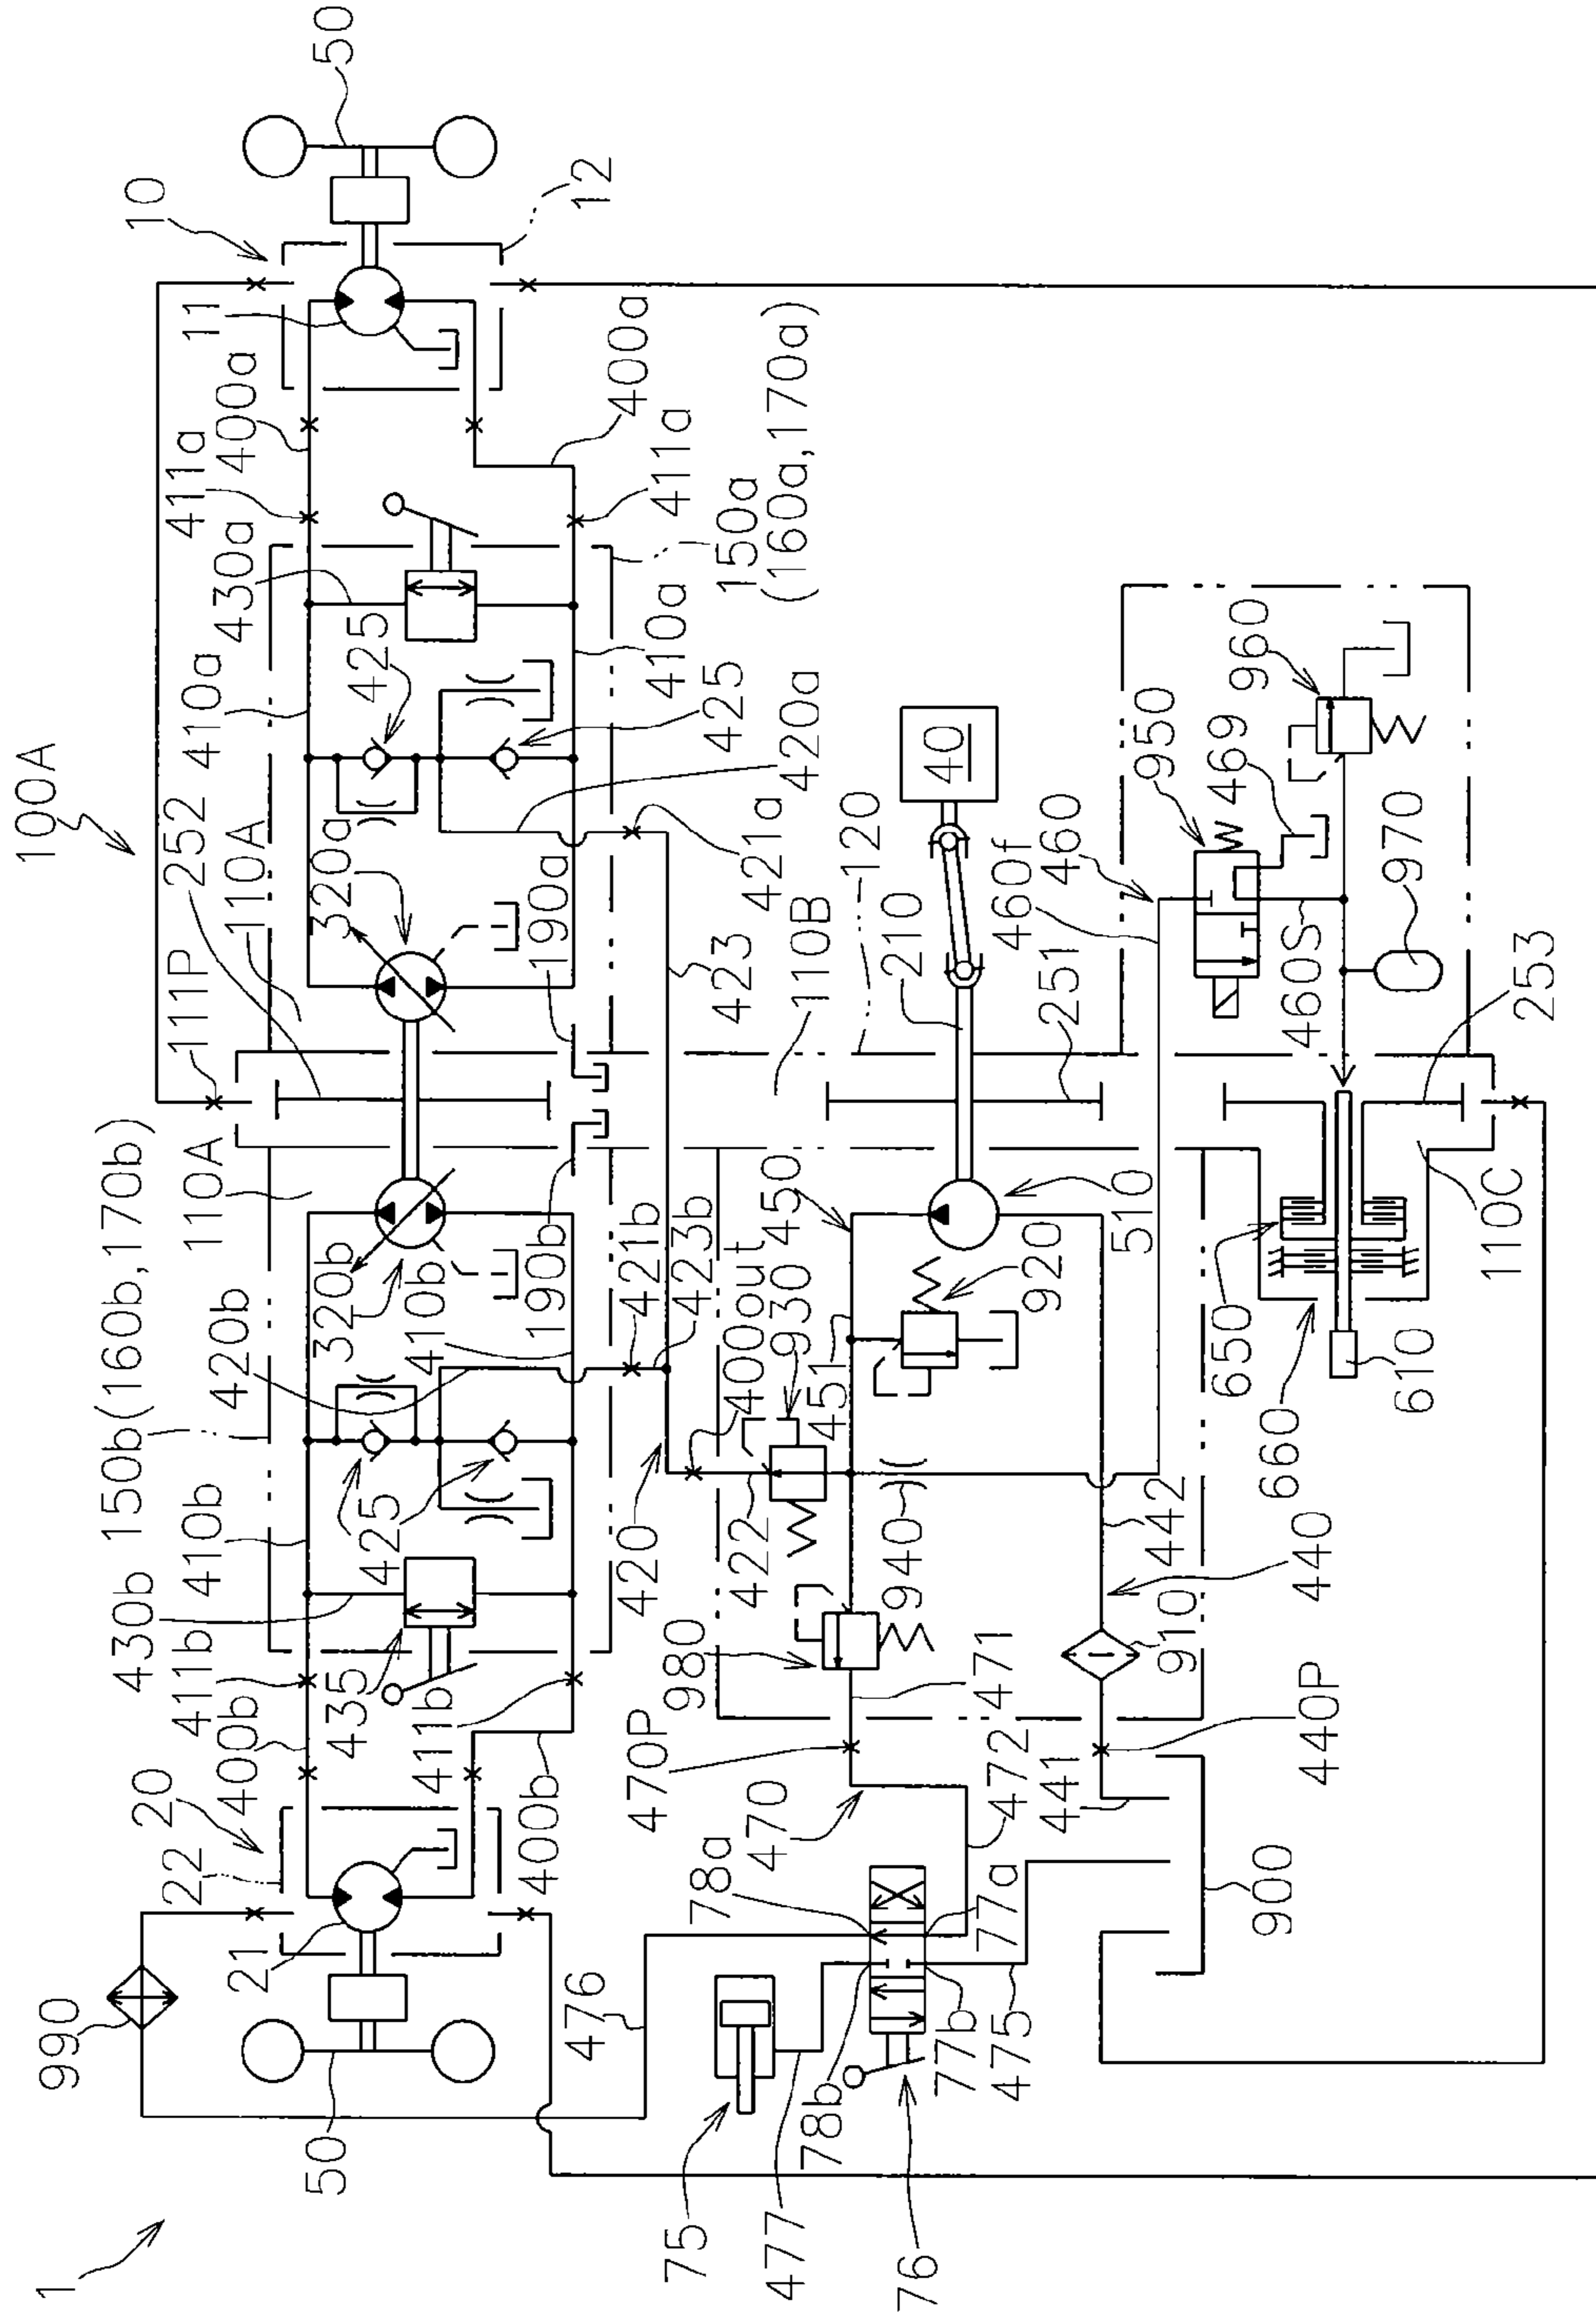 1
100A
990
50
21
22
20
400b
411b
430b
410b
150b(160b,170b)
420b
110A
111P
252
110A
410a
430a
411a
400a
11
10
50
12
435
411b
400b
425
320b
410b
190b
421b
423b
320a
190a
425
425
420a
421a
423
410a
150a
(160a,170a)
411a
400a
476
75
477
76
78a
78b
77a
77b
475
470P
470
471
472
441
440P
900
980
420
422
400out
930
450
451
940
920
910
442
440
510
110B
210
120
251
40
460f
460
950
469
960
460S
970
253
110C
650
660
610